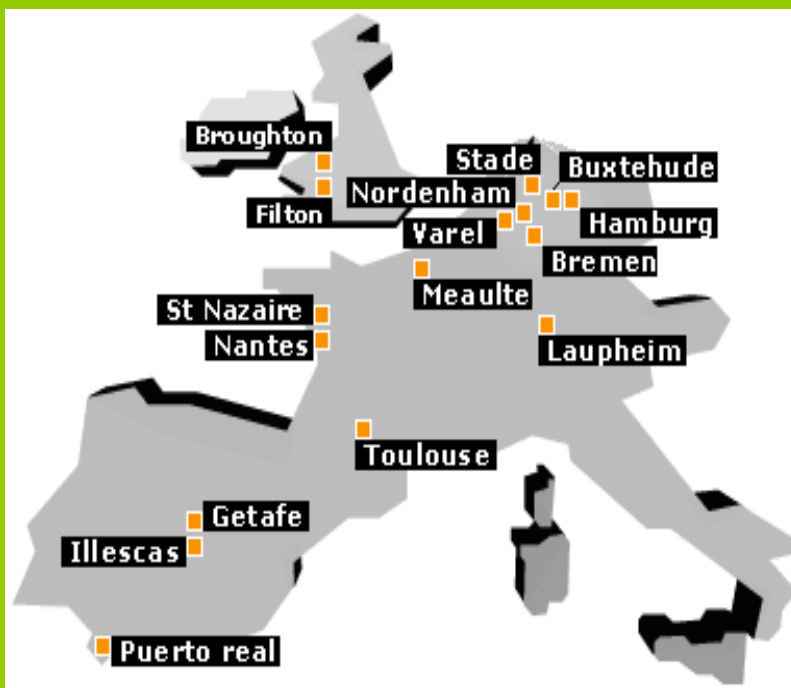 Broughton
Stade
Buxtehude
Nordenham
Filton
Varel
Hamburg
Bremen
Meaulte
St Nazaire
Nantes
Laupheim
Toulouse
Getafe
Illescas
Puerto real